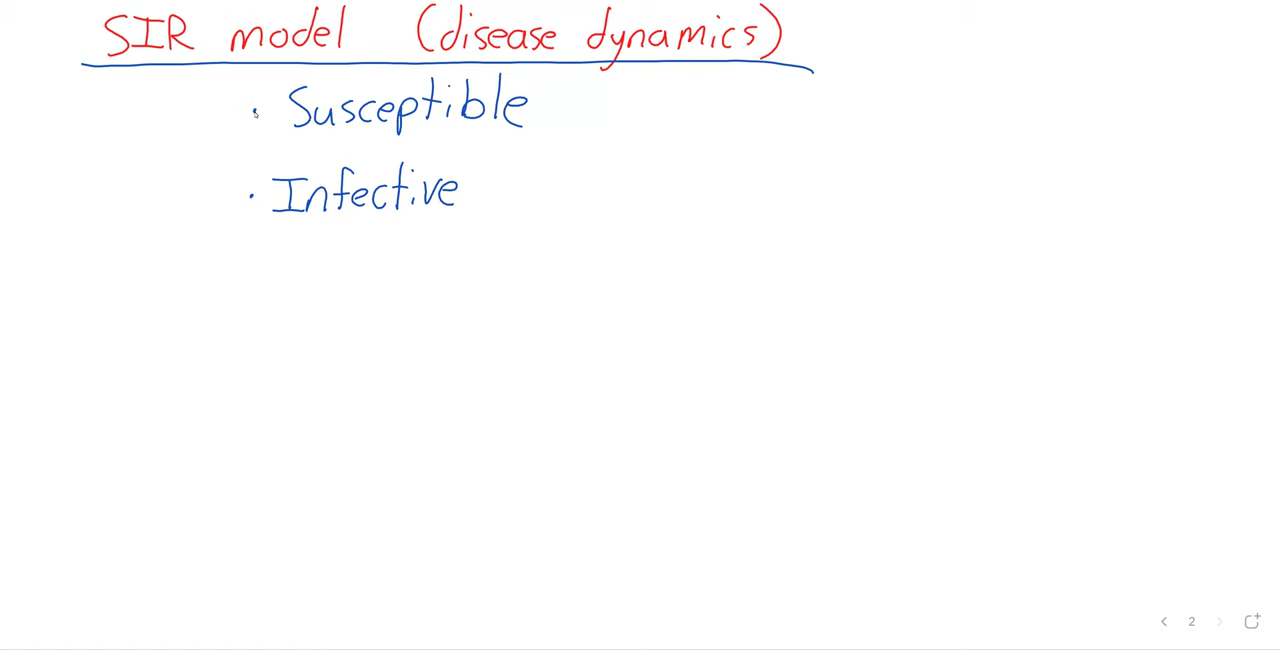 SIR model (disease dynamics)
· Susceptible
· Infective
< 2 >